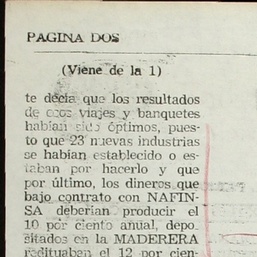 PAGINA DOS
(Viene de la 1)
te decía que los resultados
de esos viajes y banquetes
habían sido óptimos, pues-
to que 23 nuevas industrias
se habían establecido o es-
taban por hacerlo y que
por último, los dineros que
bajo contrato con NAFIN-
SA deberían producir el
10 por ciento anual, depo.
sitados en la MADERERA
redituaban el 12 por cien-